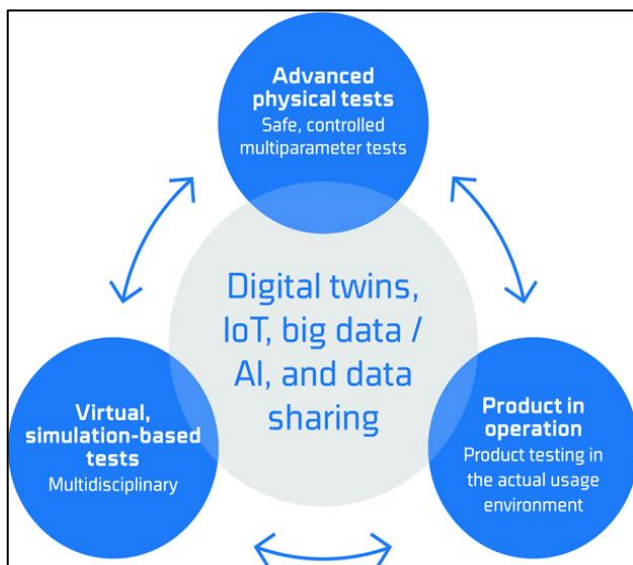 Advanced
physical tests
Safe, controlled
multiparameter tests
Digital twins,
IoT, big data /
AI, and data
sharing
Virtual,
simulation-based
tests
Multidisciplinary
Product in
operation
Product testing in
the actual usage
environment